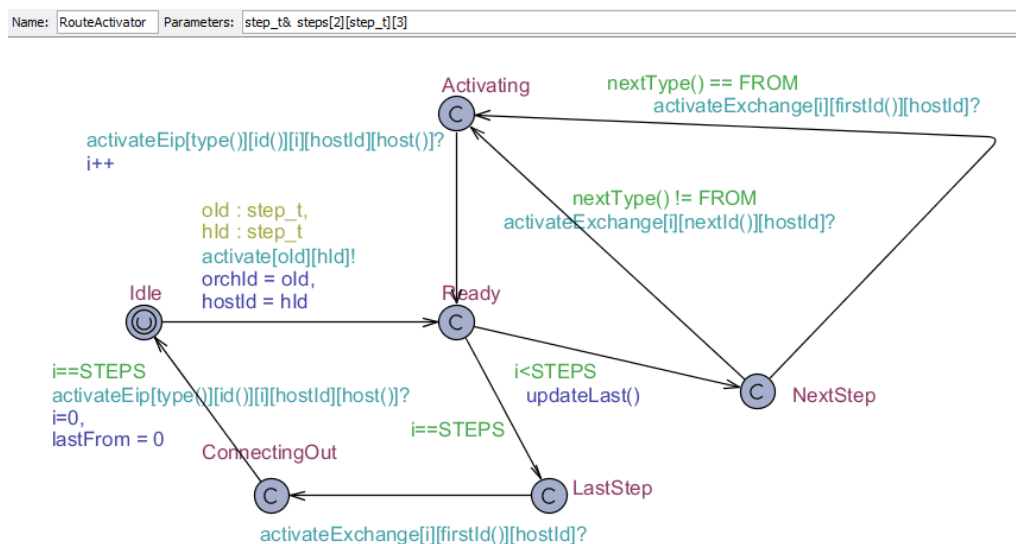 Name: RouteActivator Parameters: step_t& steps[2][step_t][3]
Activating
nextType() == FROM
activateExchange[i][firstId()][hostId]?
activateEip[type()][id()][i][hostId][host()]?
i++
nextType() != FROM
activateExchange[i][nextId()][hostId]?
oId : step_t,
hId : step_t
activate[oId][hId]!
orchId = oId,
hostId = hId
Idle
Ready
i==STEPS
activateEip[type()][id()][i][hostId][host()]?
i=0,
lastFrom = 0
i<STEPS
updateLast()
NextStep
i==STEPS
ConnectingOut
LastStep
activateExchange[i][firstId()][hostId]?
C
C
C
C
C
U